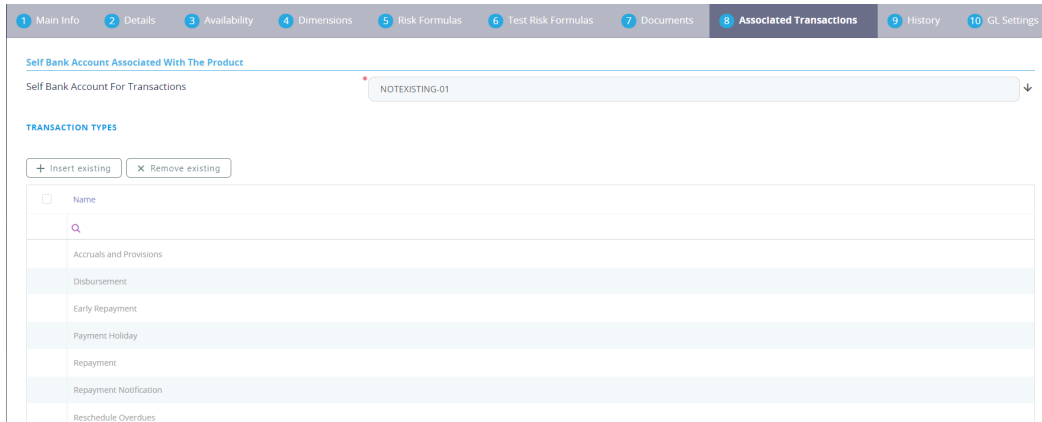 1 Main Info 2 Details 3 Availability 4 Dimensions 5 Risk Formulas 6 Test Risk Formulas 7 Documents 8 Associated Transactions 9 History 10 GL Settings
Self Bank Account Associated With The Product
Self Bank Account For Transactions * NOTEXISTING-01
TRANSACTION TYPES
+ Insert existing × Remove existing
Name
Accruals and Provisions
Disbursement
Early Repayment
Payment Holiday
Repayment
Repayment Notification
Reschedule Overdues